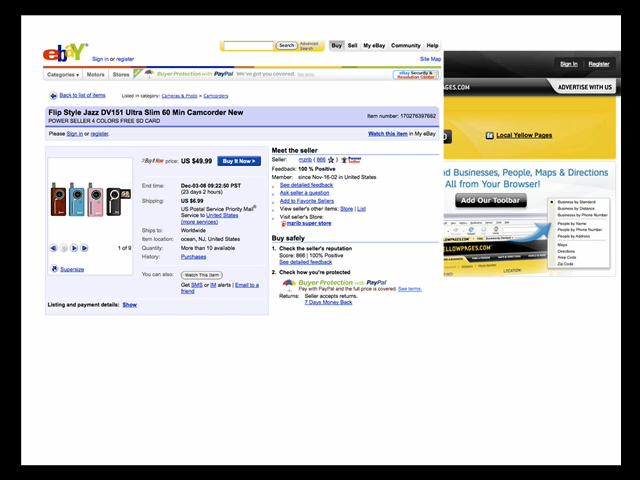 ebay
Search
Advanced Search
Buy Sell My eBay Community Help
Sign in or register
Site Map
Categories Motors Stores
Buyer Protection with PayPal We've got you covered.
eBay Security & Resolution Center
Sign In | Register
PAGES.COM
ADVERTISE WITH US
Local Yellow Pages
d Businesses, People, Maps & Directions
All from Your Browser!
Add Our Toolbar
Business by Standard
Business by Distance
Business by Phone Number
People by Name
People by Phone Number
People by Address
Maps
Directions
Area Code
Zip Code
Back to list of items
Listed in category: Cameras & Photo > Camcorders
Flip Style Jazz DV151 Ultra Slim 60 Min Camcorder New
POWER SELLER 4 COLORS FREE SD CARD
Item number: 170276397682
Please Sign in or register.
Watch this item in My eBay
1 of 9
Supersize
Buy It Now price: US $49.99
Buy It Now >
End time: Dec-03-08 09:22:50 PST
(23 days 2 hours)
Shipping: US $6.99
US Postal Service Priority Mail®
Service to United States
(more services)
Ships to: Worldwide
Item location: ocean, NJ, United States
Quantity: More than 10 available
History: Purchases
You can also: Watch This Item
Get SMS or IM alerts | Email to a friend
Listing and payment details: Show
Meet the seller
Seller: mzrib ( 866 ) Power Seller
Feedback: 100 % Positive
Member: since Nov-16-02 in United States
See detailed feedback
Ask seller a question
Add to Favorite Sellers
View seller's other items: Store | List
Visit seller's Store:
mzrib super store
Buy safely
1. Check the seller's reputation
Score: 866 | 100% Positive
See detailed feedback
2. Check how you're protected
Buyer Protection with PayPal
Pay with PayPal and the full price is covered. See terms.
Returns: Seller accepts returns.
7 Days Money Back